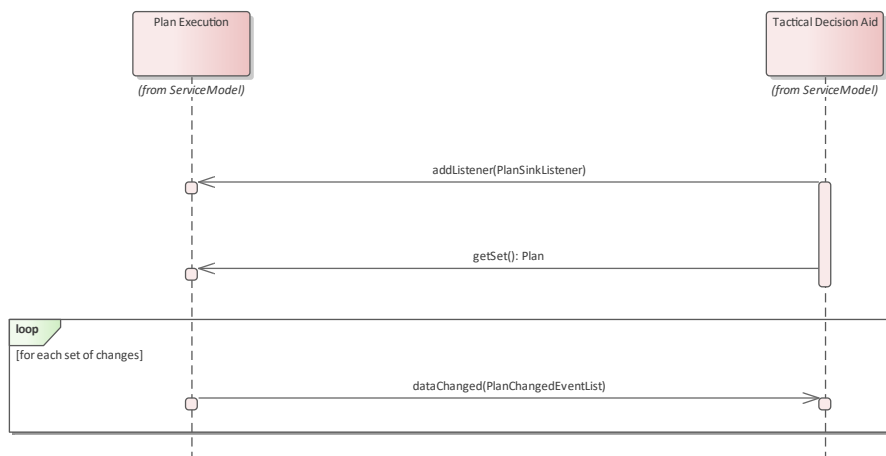 Plan Execution
Tactical Decision Aid
(from ServiceModel)
(from ServiceModel)
addListener(PlanSinkListener)
getSet(): Plan
loop
[for each set of changes]
dataChanged(PlanChangedEventList)